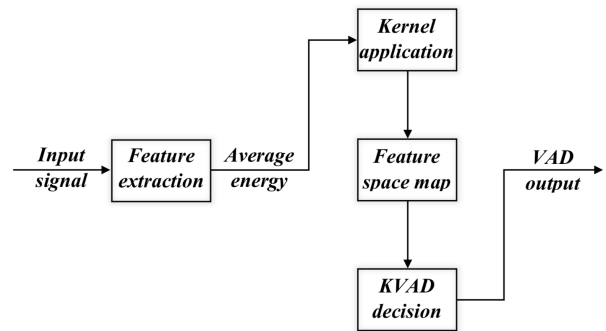 Input
signal
Feature
extraction
Average
energy
Kernel
application
Feature
space map
KVAD
decision
VAD
output